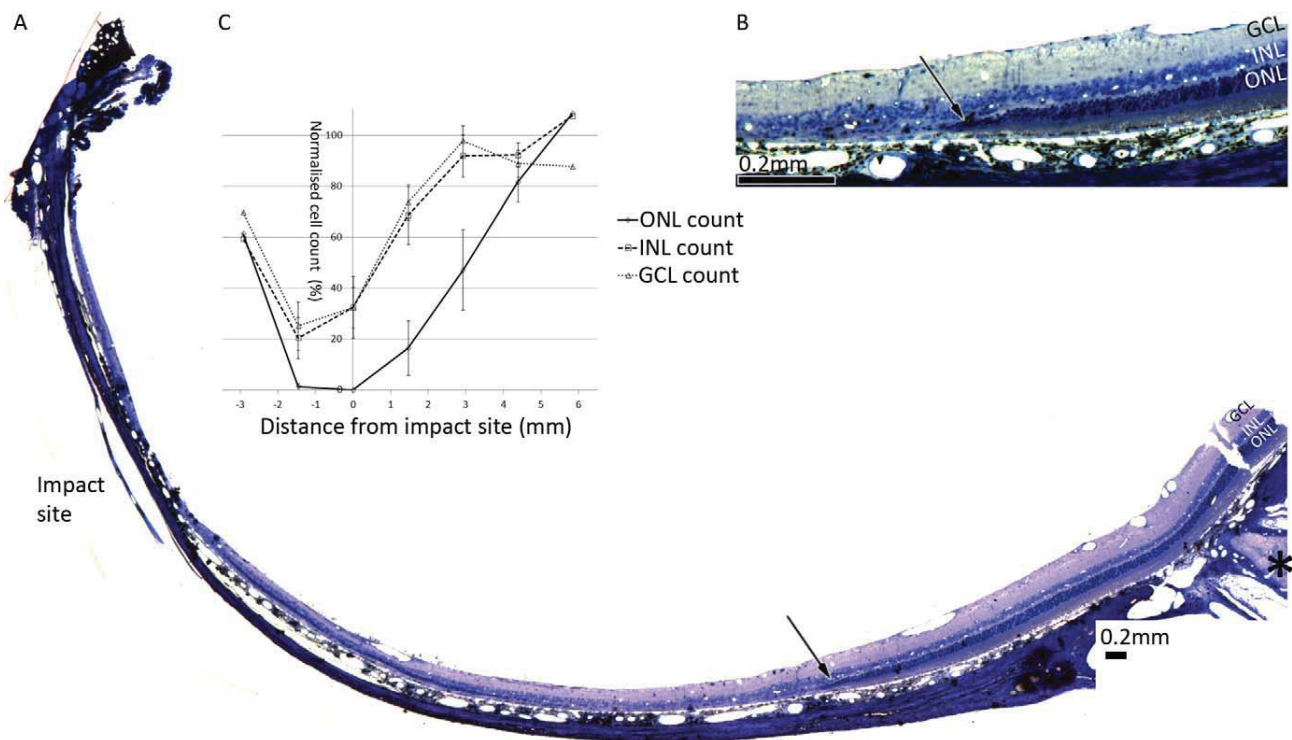 A
C
B
GCL
INL
ONL
0.2mm
Normalised cell count (%)
100
80
60
40
20
0
-3 -2 -1 0 1 2 3 4 5 6
Distance from impact site (mm)
ONL count
INL count
GCL count
Impact
site
GCL
INL
ONL
*
0.2mm